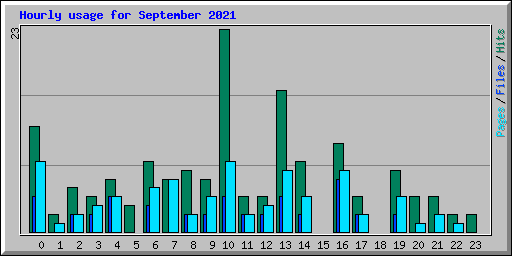 Hourly usage for September 2021
23
Pages / Files / Hits
0 1 2 3 4 5 6 7 8 9 10 11 12 13 14 15 16 17 18 19 20 21 22 23